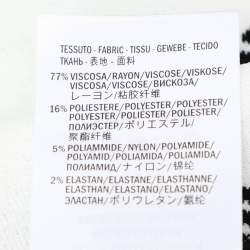 TESSUTO - FABRIC - TISSU - GEWEBE - TECIDO
ТКАНЬ - 表地 - 面料
77% VISCOSA/RAYON/VISCOSE/VISKOSE/
VISCOSA/VISCOSE/ВИСКОЗА/
レーヨン/粘胶纤维
16% POLIESTERE/POLYESTER/POLYESTER/
POLYESTER/POLIÉSTER/POLYESTER/
ПОЛИЭСТЕР/ポリエステル/
聚酯纤维
5% POLIAMMIDE/NYLON/POLYAMIDE/
POLYAMID/POLIAMIDA/POLYAMID/
ПОЛИАМИД/ナイロン/锦纶
2% ELASTAN/ELASTANE/ELASTHANNE/
ELASTHAN/ELASTANO/ELASTANO/
ЭЛАСТАН/ポリウレタン/氨纶